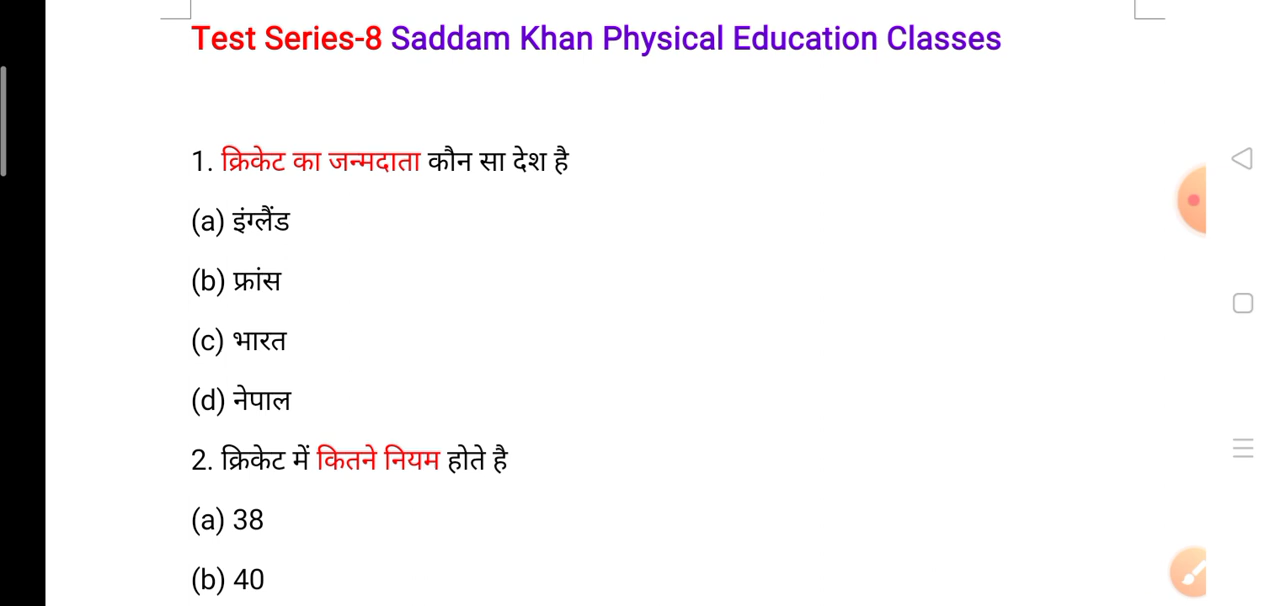 Test Series-8 Saddam Khan Physical Education Classes
1. क्रिकेट का जन्मदाता कौन सा देश है
(a) इंग्लैंड
(b) फ्रांस
(c) भारत
(d) नेपाल
2. क्रिकेट में कितने नियम होते है
(a) 38
(b) 40